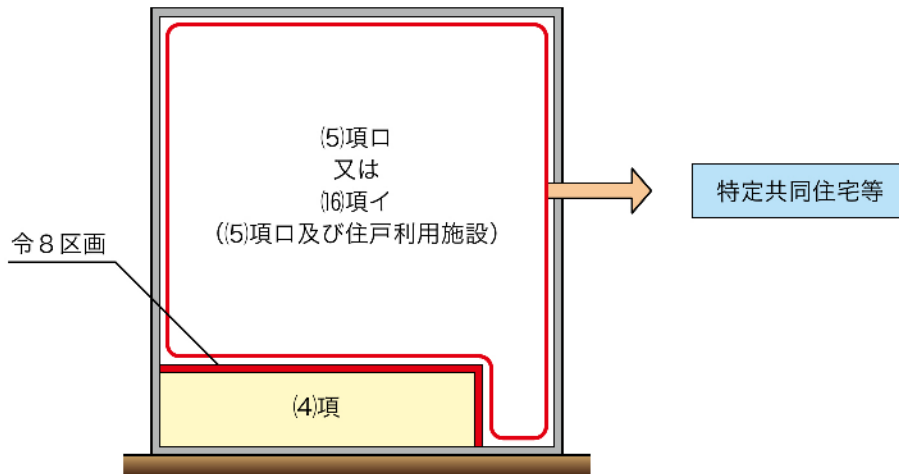 ⑸項ロ
又は
⒃項イ
（⑸項ロ及び住戸利用施設）
特定共同住宅等
令８区画
⑷項